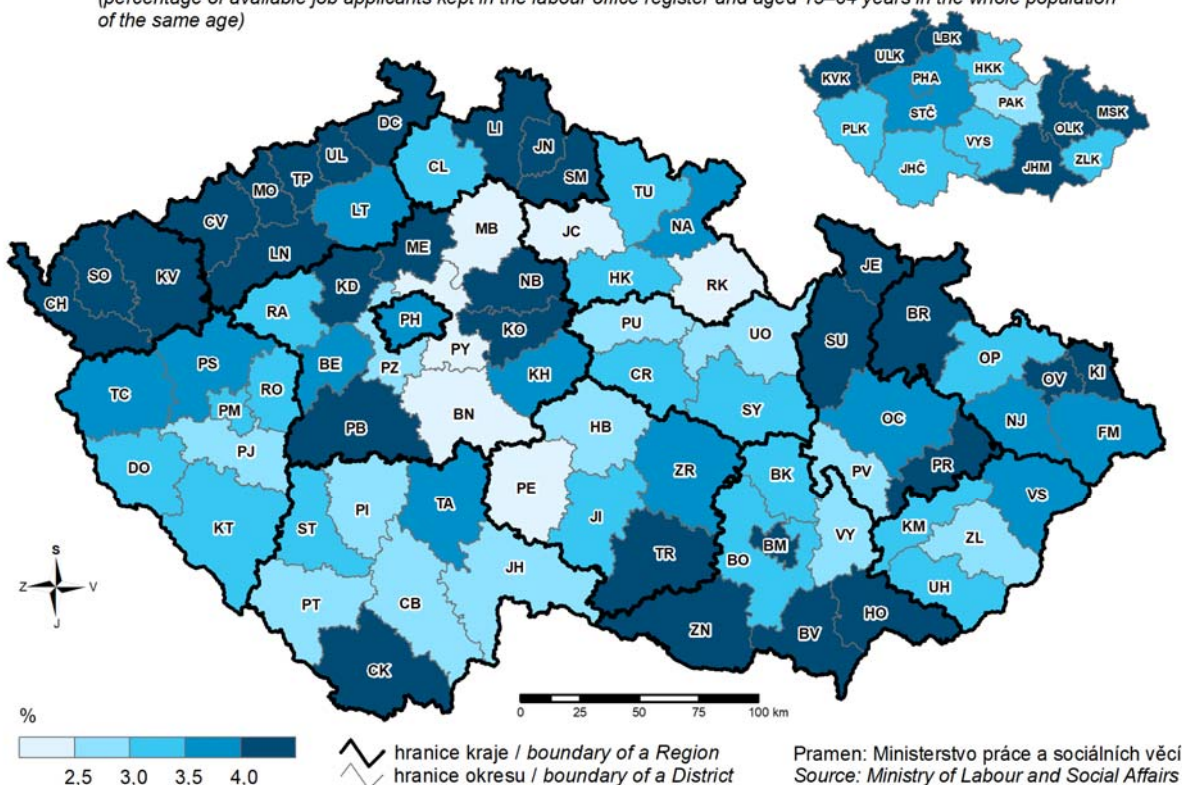 (percentage of available job applicants kept in the labour office register and aged 15–64 years in the whole population
of the same age)
LBK
ULK
KVK
PHA
HKK
STČ
PAK
MSK
PLK
OLK
VYS
ZLK
JHČ
JHM
DC
LI
JN
UL
CL
SM
TP
MO
TU
CV
LT
MB
JC
NA
LN
ME
SO
KV
KD
NB
HK
RK
JE
CH
RA
PH
KO
PU
UO
BR
SU
PS
BE
PZ
PY
OP
TC
RO
KH
CR
OV
KI
PM
SY
OC
NJ
FM
PB
BN
HB
PJ
DO
ZR
BK
PV
PR
PE
VS
KT
ST
PI
TA
JI
KM
ZL
TR
BO
BM
VY
JH
UH
PT
CB
HO
ZN
BV
CK
S
Z V
J
0 25 50 75 100 km
%
2,5 3,0 3,5 4,0
hranice kraje / boundary of a Region
hranice okresu / boundary of a District
Pramen: Ministerstvo práce a sociálních věcí
Source: Ministry of Labour and Social Affairs